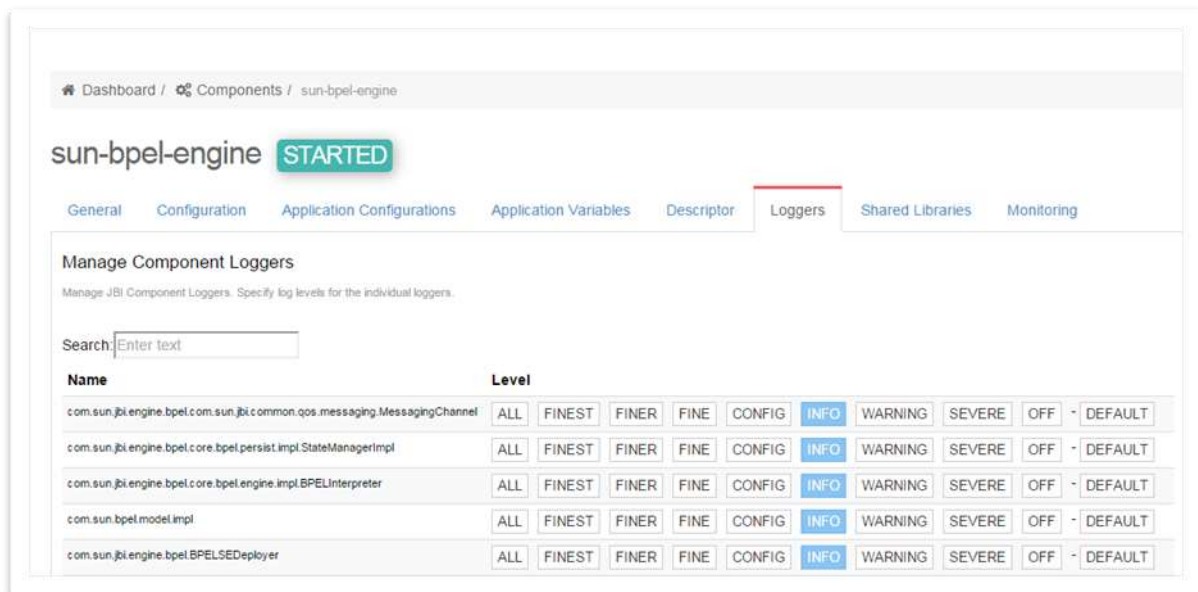 Dashboard / Components / sun-bpel-engine
sun-bpel-engine STARTED
General Configuration Application Configurations Application Variables Descriptor Loggers Shared Libraries Monitoring
Manage Component Loggers
Manage JBI Component Loggers. Specify log levels for the individual loggers.
Search: Enter text
Name Level
com.sun.jbi.engine.bpel.com.sun.jbi.common.qos.messaging.MessagingChannel ALL FINEST FINER FINE CONFIG INFO WARNING SEVERE OFF - DEFAULT
com.sun.jbi.engine.bpel.core.bpel.persist.impl.StateManagerImpl ALL FINEST FINER FINE CONFIG INFO WARNING SEVERE OFF - DEFAULT
com.sun.jbi.engine.bpel.core.bpel.engine.impl.BPELInterpreter ALL FINEST FINER FINE CONFIG INFO WARNING SEVERE OFF - DEFAULT
com.sun.bpel.model.impl ALL FINEST FINER FINE CONFIG INFO WARNING SEVERE OFF - DEFAULT
com.sun.jbi.engine.bpel.BPELSEDeployer ALL FINEST FINER FINE CONFIG INFO WARNING SEVERE OFF - DEFAULT